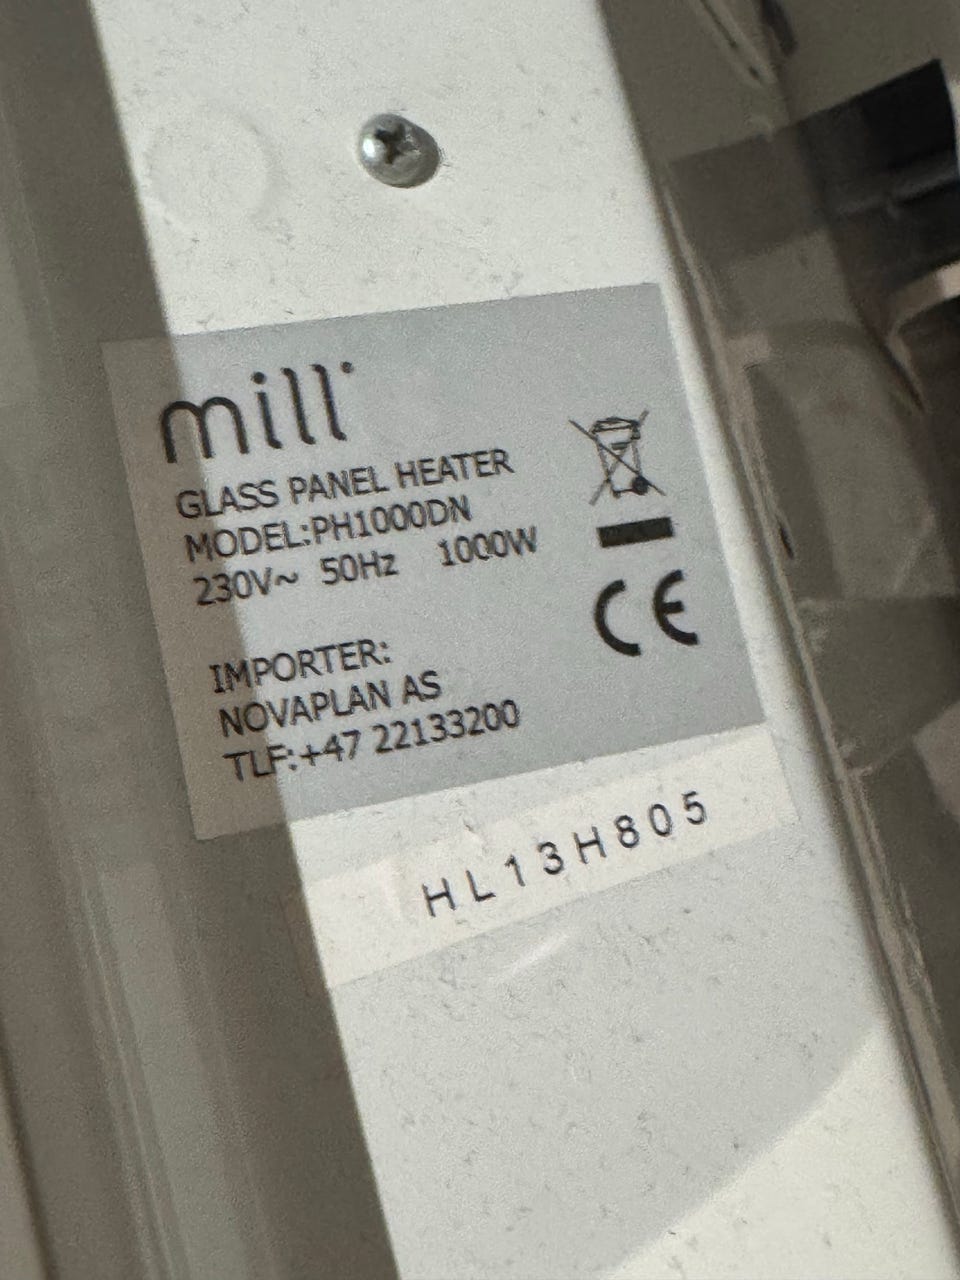 mill
GLASS PANEL HEATER
MODEL:PH1000DN
230V~ 50Hz 1000W
IMPORTER:
NOVAPLAN AS
TLF:+47 22133200
CE
HL13H805